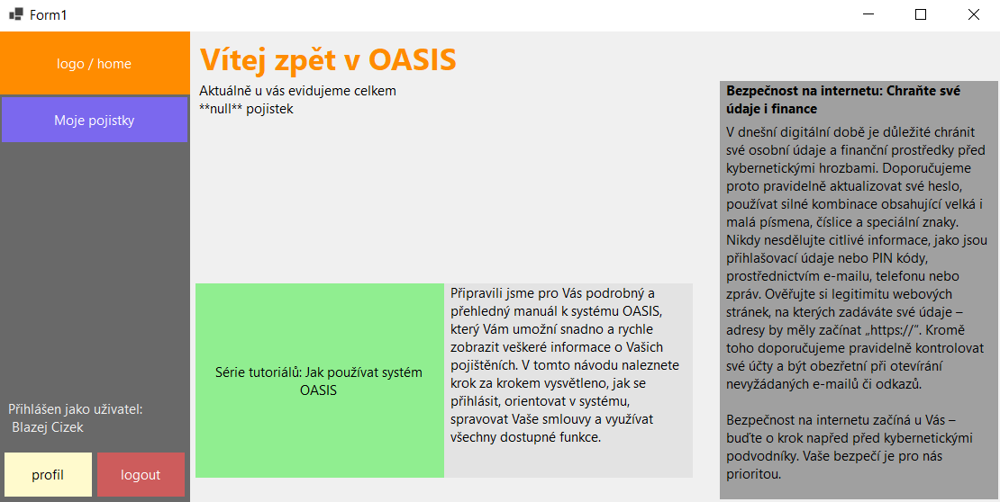 Form1
logo / home
Moje pojistky
Přihlášen jako uživatel:
Blazej Cizek
profil
logout
Vítej zpět v OASIS
Aktuálně u vás evidujeme celkem
**null** pojistek
Série tutoriálů: Jak používat systém
OASIS
Připravili jsme pro Vás podrobný a
přehledný manuál k systému OASIS,
který Vám umožní snadno a rychle
zobrazit veškeré informace o Vašich
pojištěních. V tomto návodu naleznete
krok za krokem vysvětleno, jak se
přihlásit, orientovat v systému,
spravovat Vaše smlouvy a využívat
všechny dostupné funkce.
Bezpečnost na internetu: Chraňte své
údaje i finance
V dnešní digitální době je důležité chránit
své osobní údaje a finanční prostředky před
kybernetickými hrozbami. Doporučujeme
proto pravidelně aktualizovat své heslo,
používat silné kombinace obsahující velká i
malá písmena, číslice a speciální znaky.
Nikdy nesdělujte citlivé informace, jako jsou
přihlašovací údaje nebo PIN kódy,
prostřednictvím e-mailu, telefonu nebo
zpráv. Ověřujte si legitimitu webových
stránek, na kterých zadáváte své údaje –
adresy by měly začínat „https://“. Kromě
toho doporučujeme pravidelně kontrolovat
své účty a být obezřetní při otevírání
nevyžádaných e-mailů či odkazů.
Bezpečnost na internetu začíná u Vás –
buďte o krok napřed před kybernetickými
podvodníky. Vaše bezpečí je pro nás
prioritou.